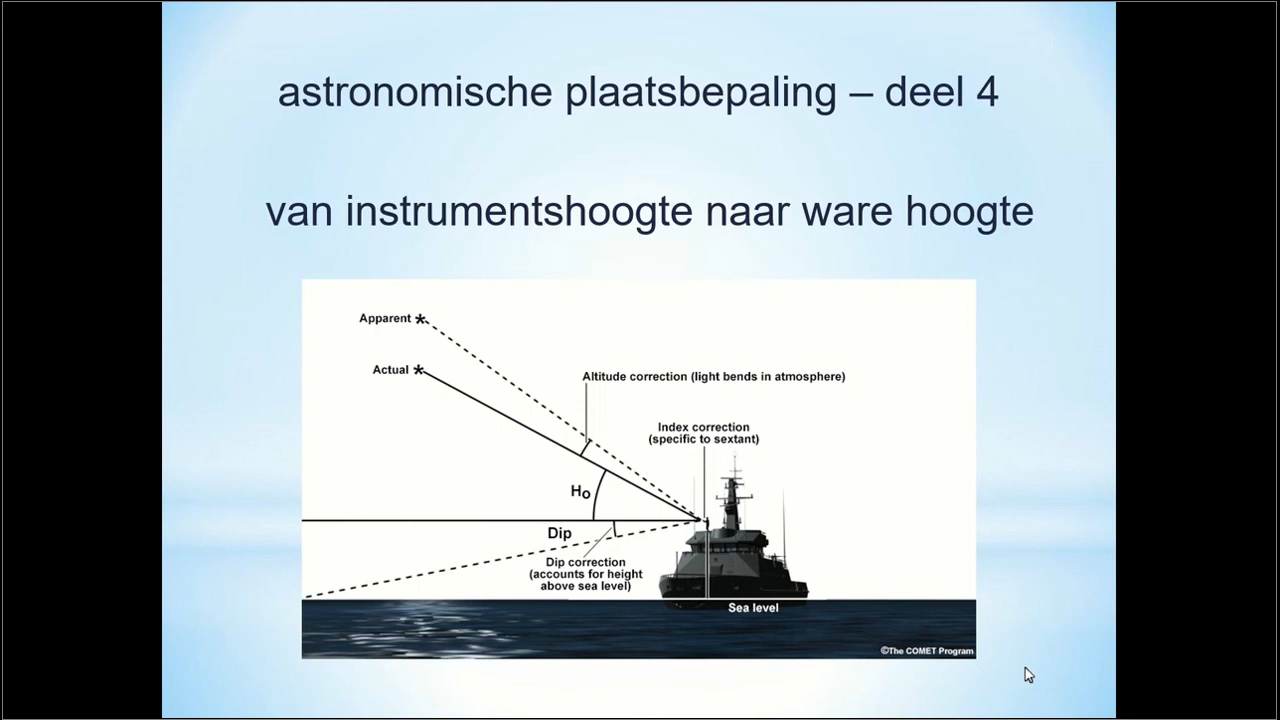 astronomische plaatsbepaling – deel 4
van instrumentshoogte naar ware hoogte
Apparent *
Actual *
Altitude correction (light bends in atmosphere)
Index correction
(specific to sextant)
Ho
Dip
Dip correction
(accounts for height
above sea level)
Sea level
©The COMET Program